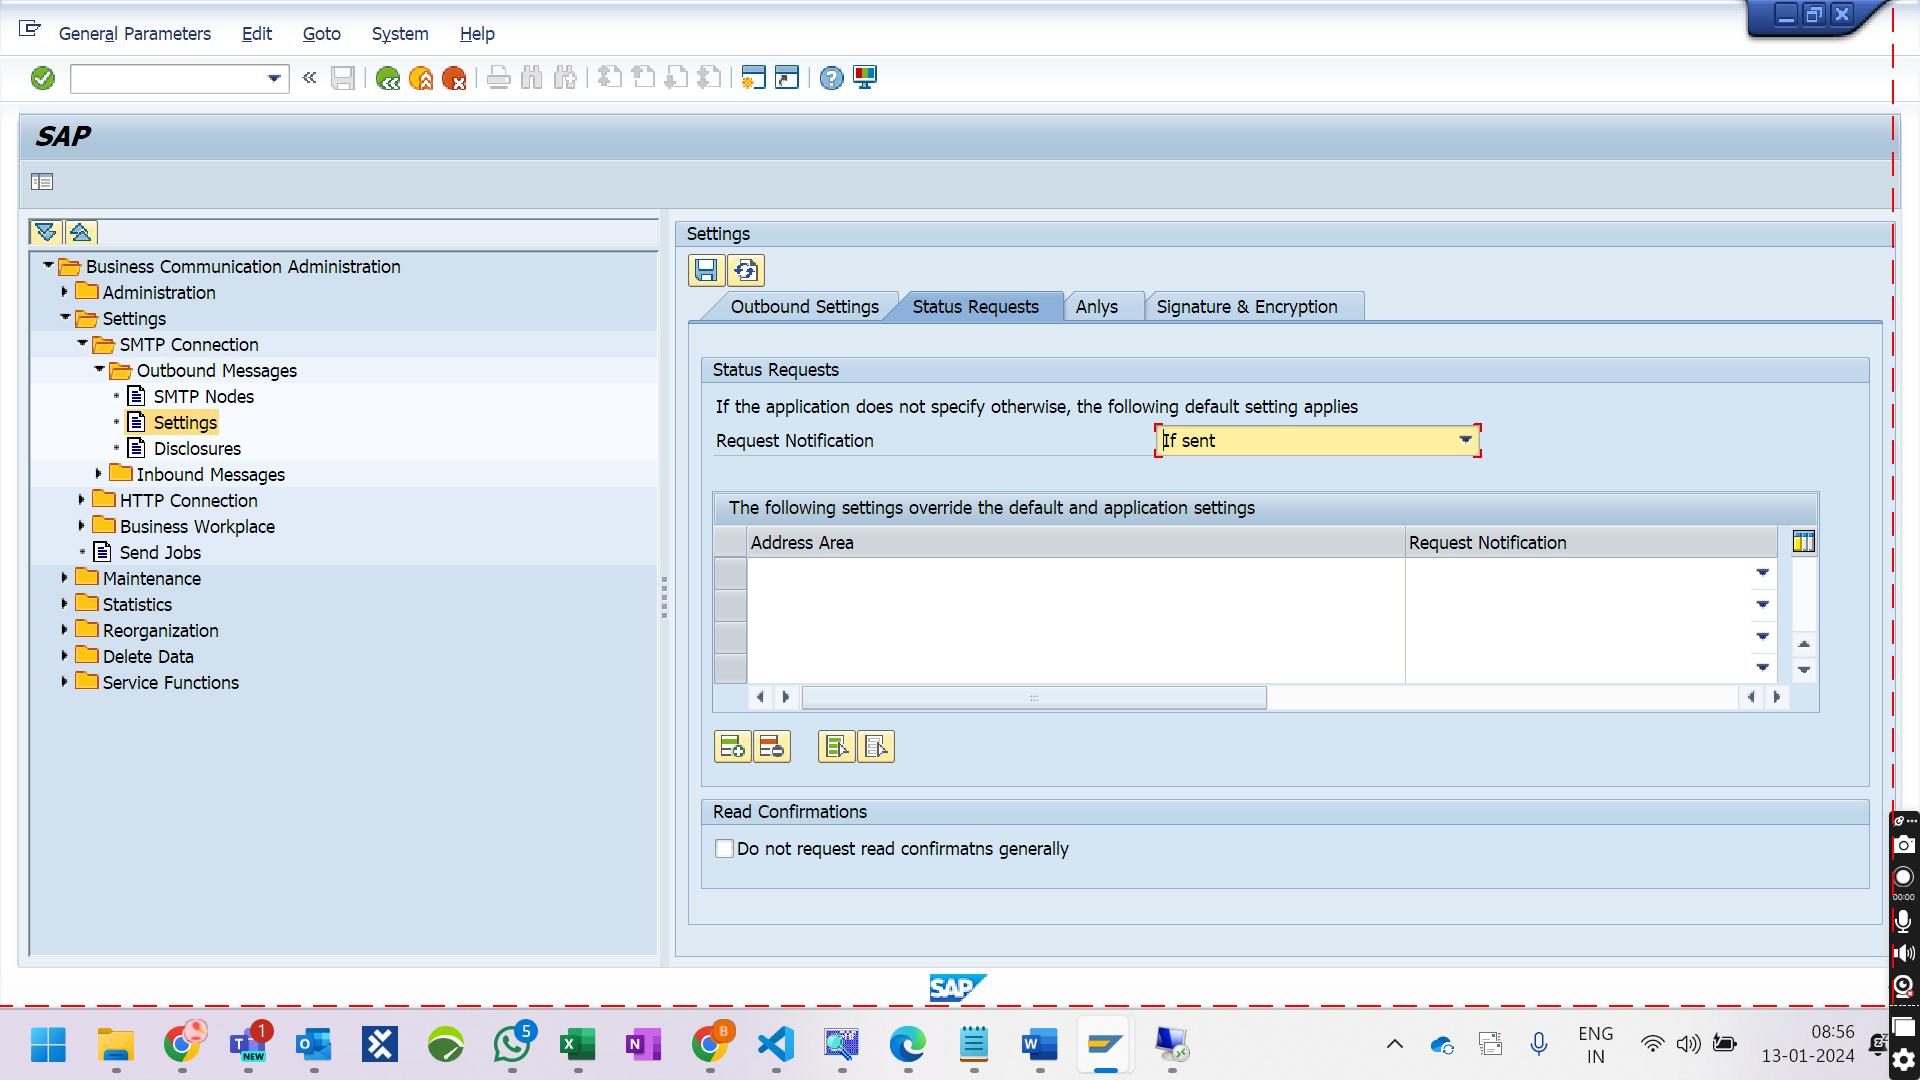 General Parameters Edit Goto System Help
SAP
Business Communication Administration
Administration
Settings
SMTP Connection
Outbound Messages
SMTP Nodes
Settings
Disclosures
Inbound Messages
HTTP Connection
Business Workplace
Send Jobs
Maintenance
Statistics
Reorganization
Delete Data
Service Functions
Settings
Outbound Settings Status Requests Anlys Signature & Encryption
Status Requests
If the application does not specify otherwise, the following default setting applies
Request Notification If sent
The following settings override the default and application settings
Address Area Request Notification
Read Confirmations
Do not request read confirmatns generally
00:00
SAP
1
NEW
5
B
ENG
IN
08:56
13-01-2024